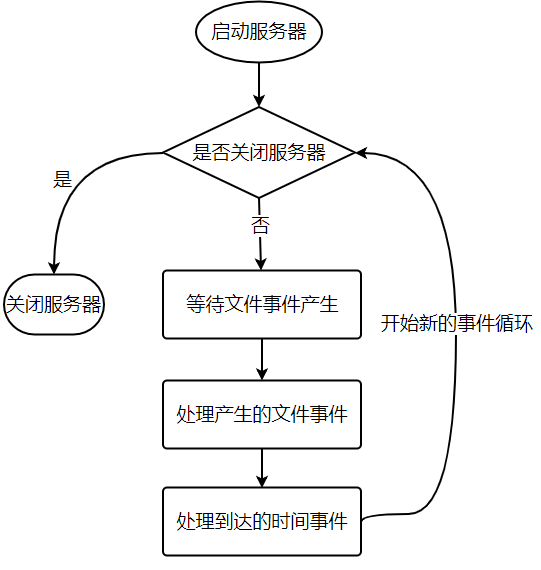 启动服务器
是否关闭服务器
是
否
关闭服务器
等待文件事件产生
开始新的事件循环
处理产生的文件事件
处理到达的时间事件